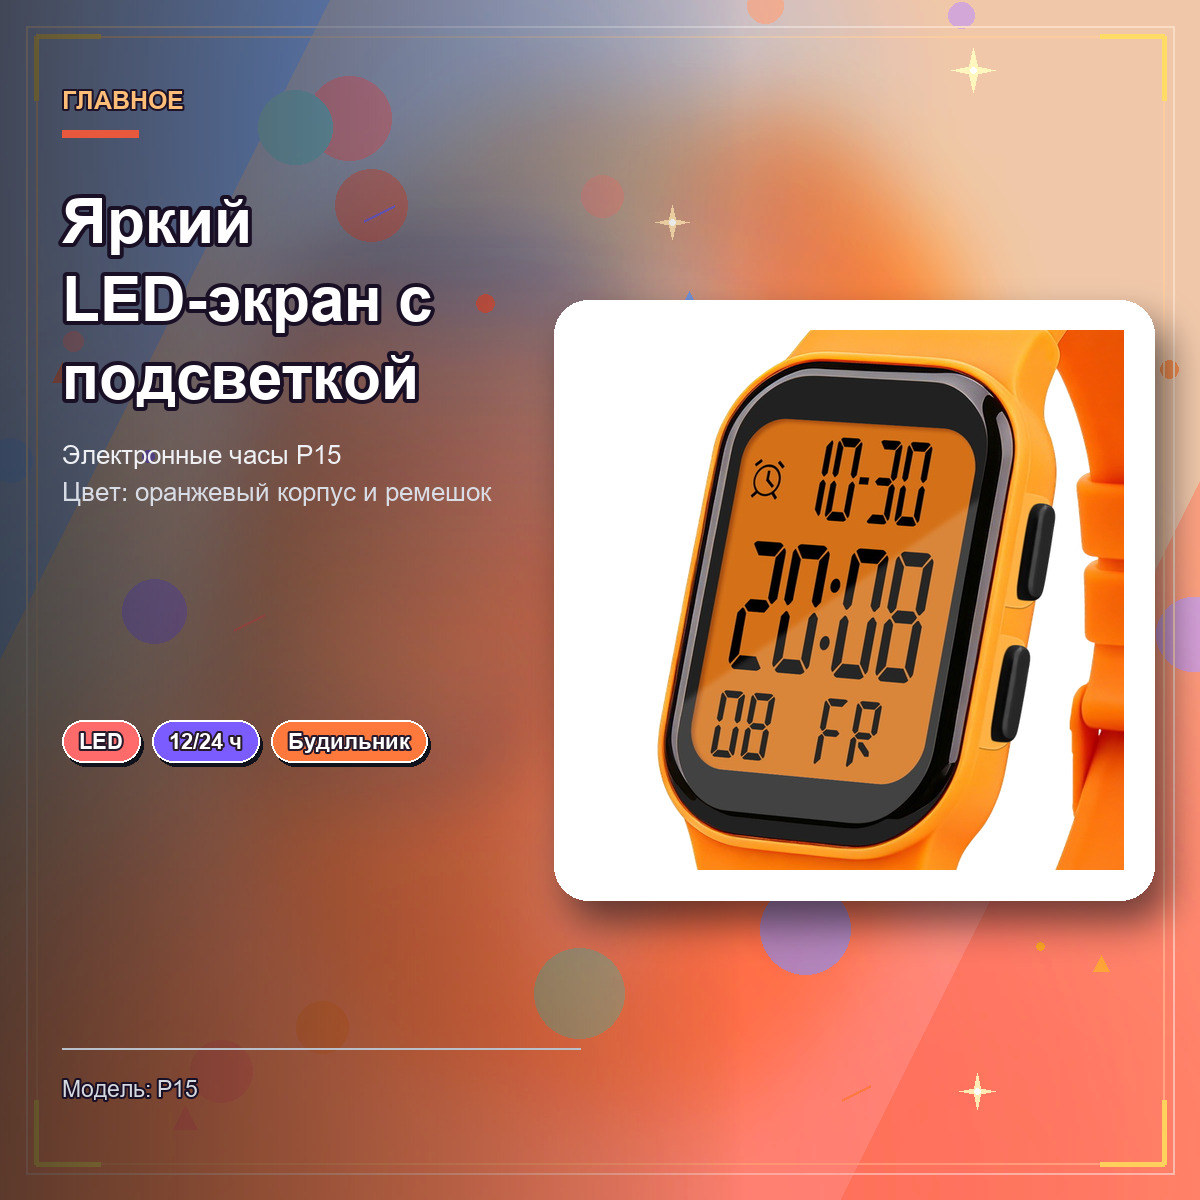 ГЛАВНОЕ
Яркий
LED-экран с
подсветкой
Электронные часы P15
Цвет: оранжевый корпус и ремешок
LED
12/24 ч
Будильник
10-30
20:08
08 FR
Модель: P15